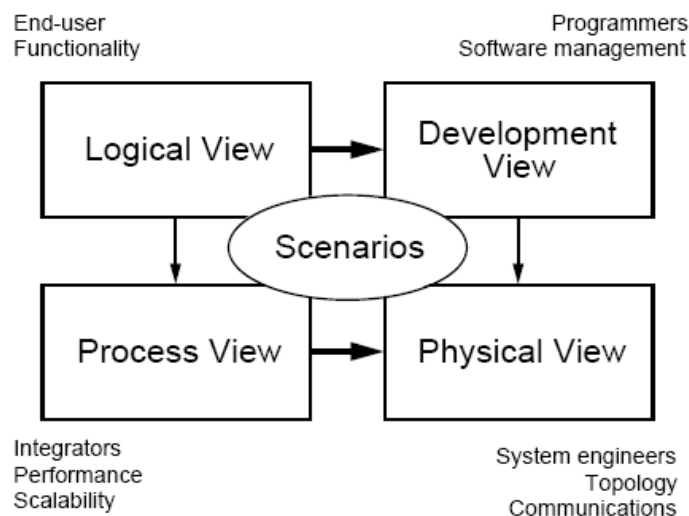 End-user
Functionality
Programmers
Software management
Logical View
Development
View
Scenarios
Process View
Physical View
Integrators
Performance
Scalability
System engineers
Topology
Communications